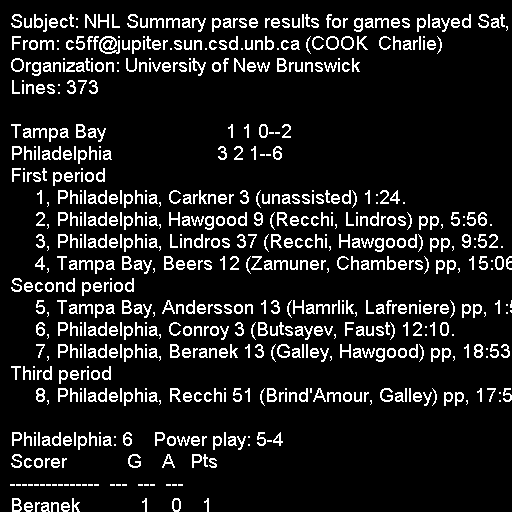 Subject: NHL Summary parse results for games played Sat,
From: c5ff@jupiter.sun.csd.unb.ca (COOK  Charlie)
Organization: University of New Brunswick
Lines: 373

Tampa Bay                         1 1 0--2
Philadelphia                      3 2 1--6
First period
     1, Philadelphia, Carkner 3 (unassisted) 1:24.
     2, Philadelphia, Hawgood 9 (Recchi, Lindros) pp, 5:56.
     3, Philadelphia, Lindros 37 (Recchi, Hawgood) pp, 9:52.
     4, Tampa Bay, Beers 12 (Zamuner, Chambers) pp, 15:06
Second period
     5, Tampa Bay, Andersson 13 (Hamrlik, Lafreniere) pp, 1:5
     6, Philadelphia, Conroy 3 (Butsayev, Faust) 12:10.
     7, Philadelphia, Beranek 13 (Galley, Hawgood) pp, 18:53
Third period
     8, Philadelphia, Recchi 51 (Brind'Amour, Galley) pp, 17:5

Philadelphia: 6    Power play: 5-4
Scorer            G    A   Pts
---------------  ---  ---  ---
Beranek           1    0    1